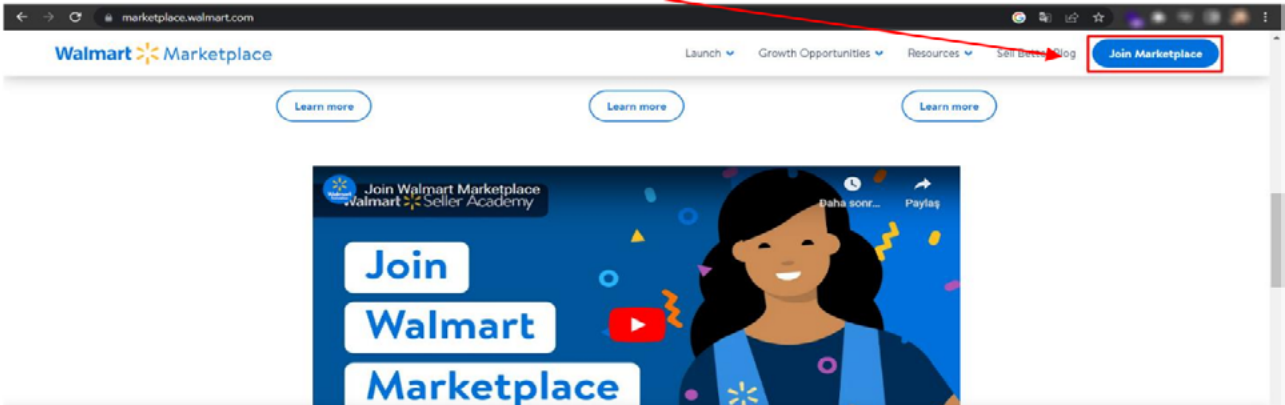 marketplace.walmart.com
Walmart Marketplace
Launch
Growth Opportunities
Resources
Sell Better Blog
Join Marketplace
Learn more
Learn more
Learn more
Join Walmart Marketplace
Walmart Seller Academy
Daha sonr...
Paylaş
Join
Walmart
Marketplace